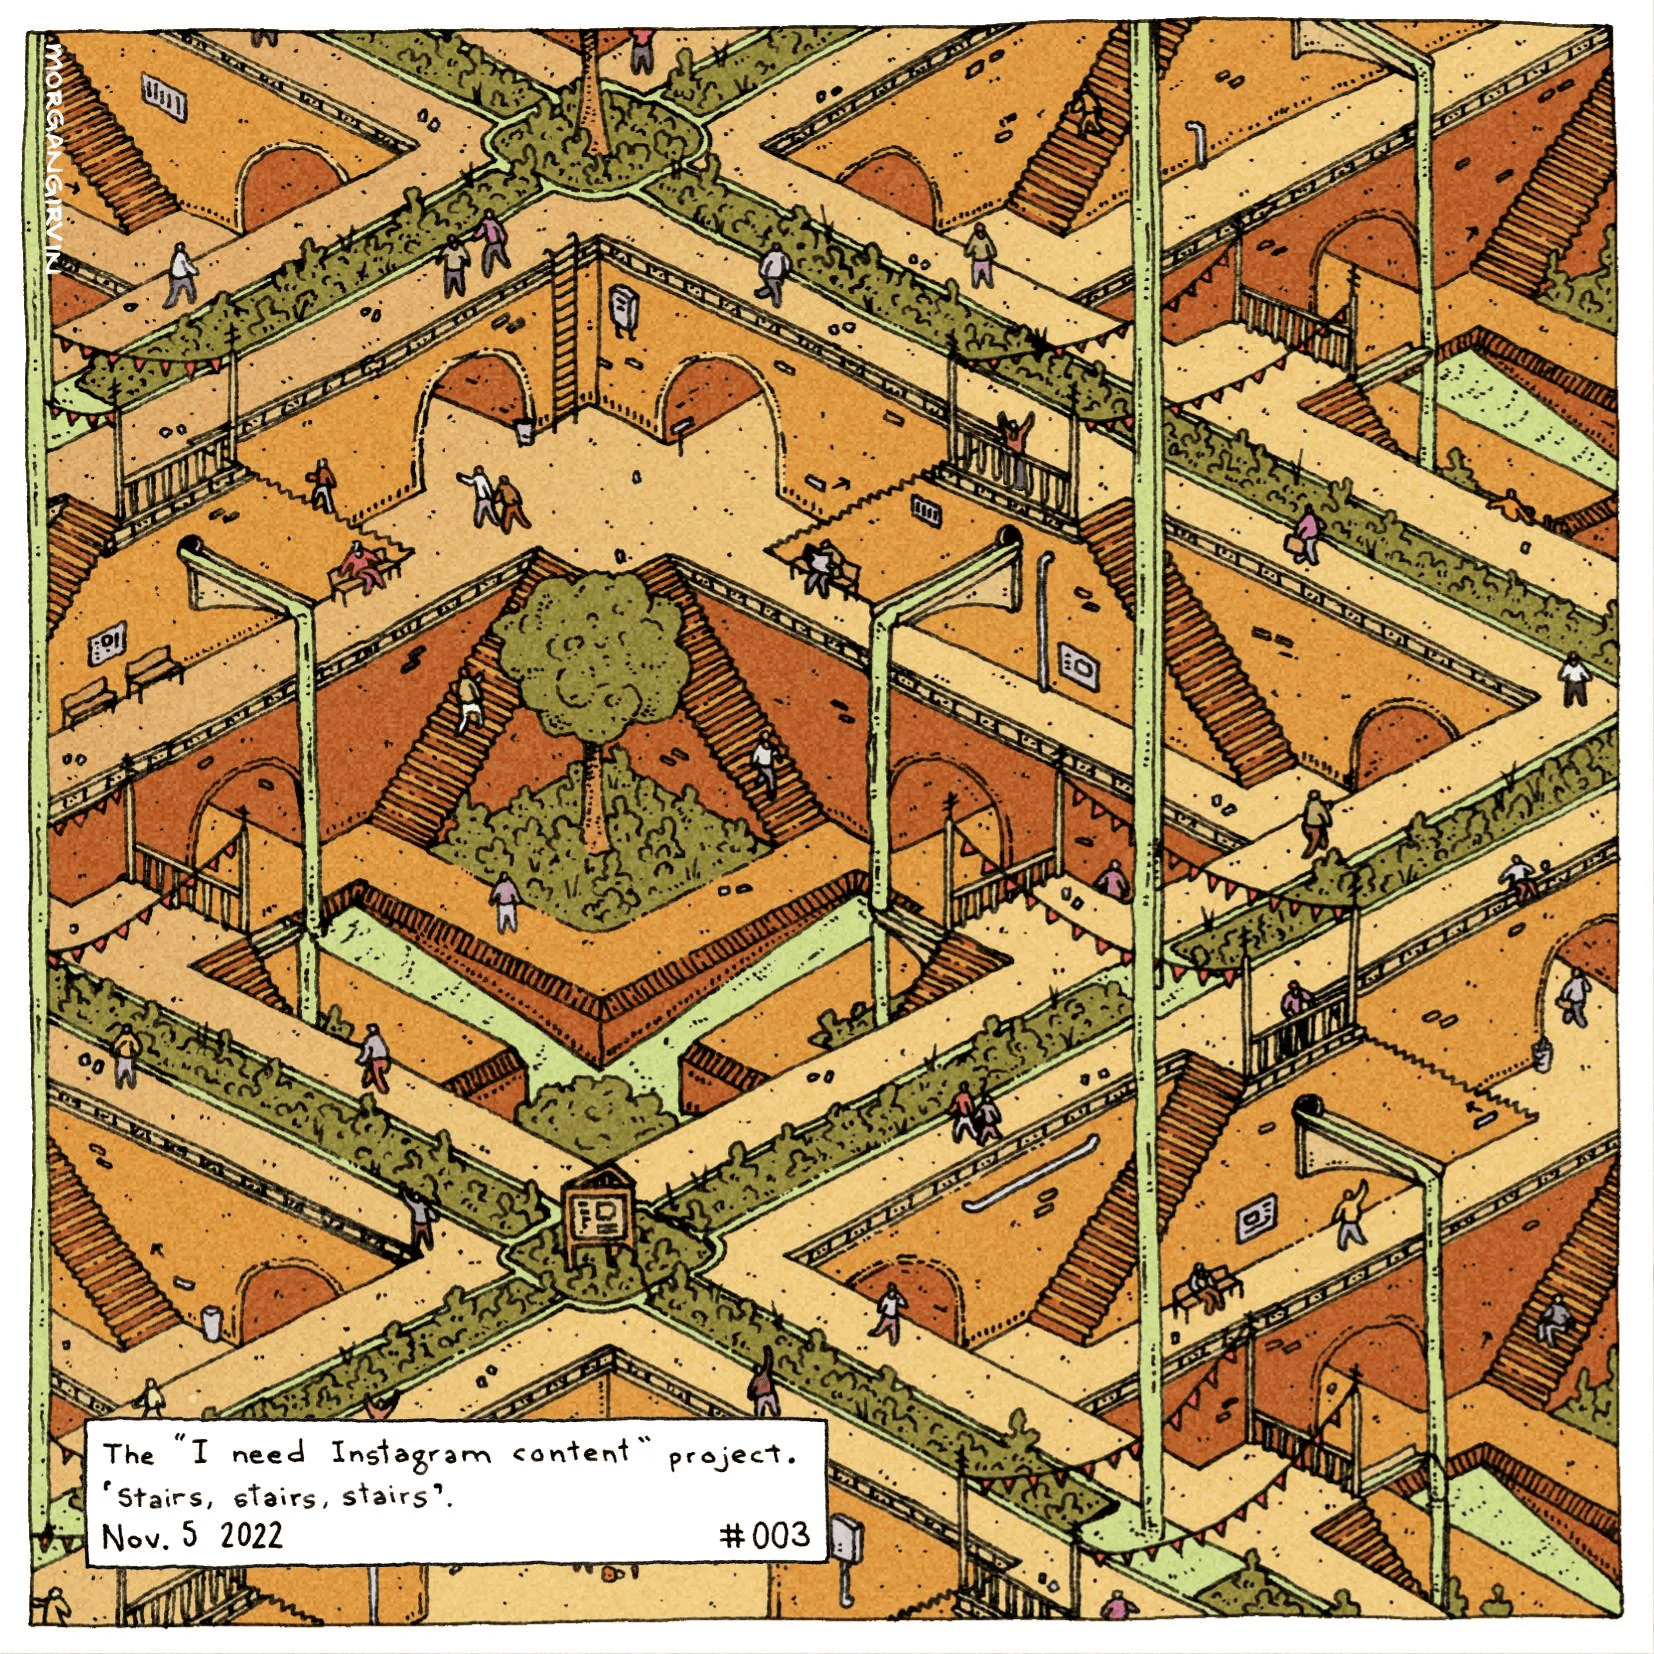 MORGANGIRVIN
The "I need Instagram content" project.
'Stairs, stairs, stairs'.
Nov. 5 2022 #003